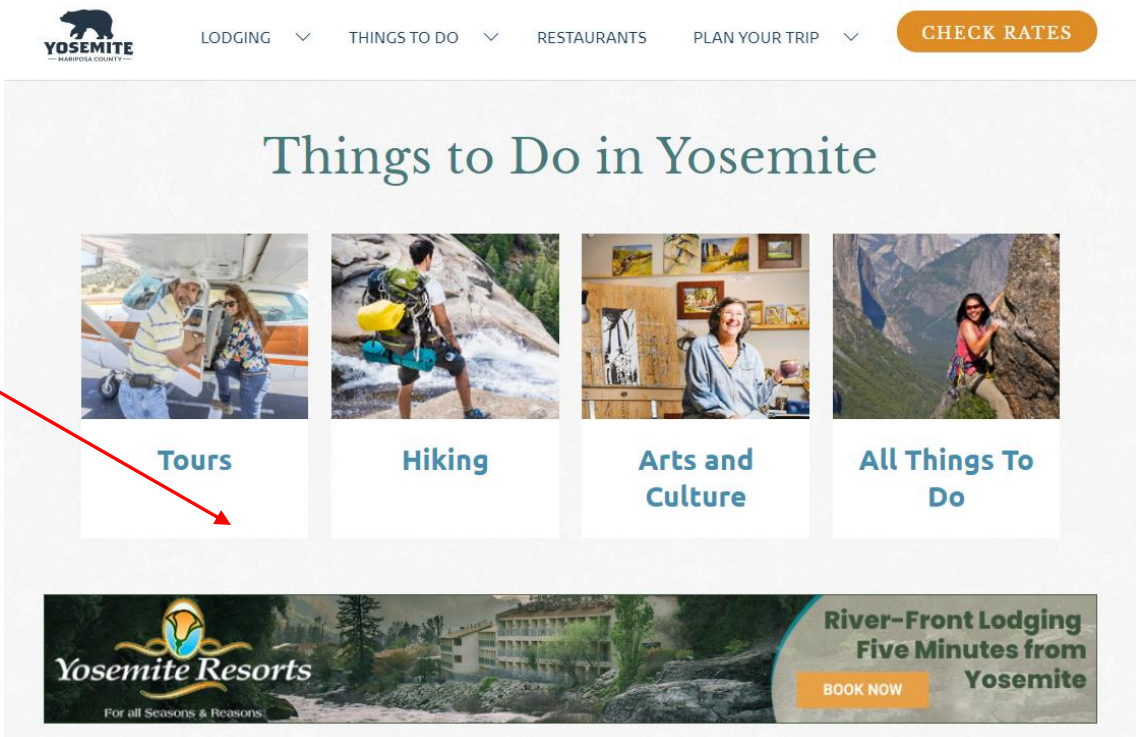 YOSEMITE
MARIPOSA COUNTY
LODGING
THINGS TO DO
RESTAURANTS
PLAN YOUR TRIP
CHECK RATES
Things to Do in Yosemite
Tours
Hiking
Arts and
Culture
All Things To
Do
Yosemite Resorts
For all Seasons & Reasons
River-Front Lodging
Five Minutes from
Yosemite
BOOK NOW